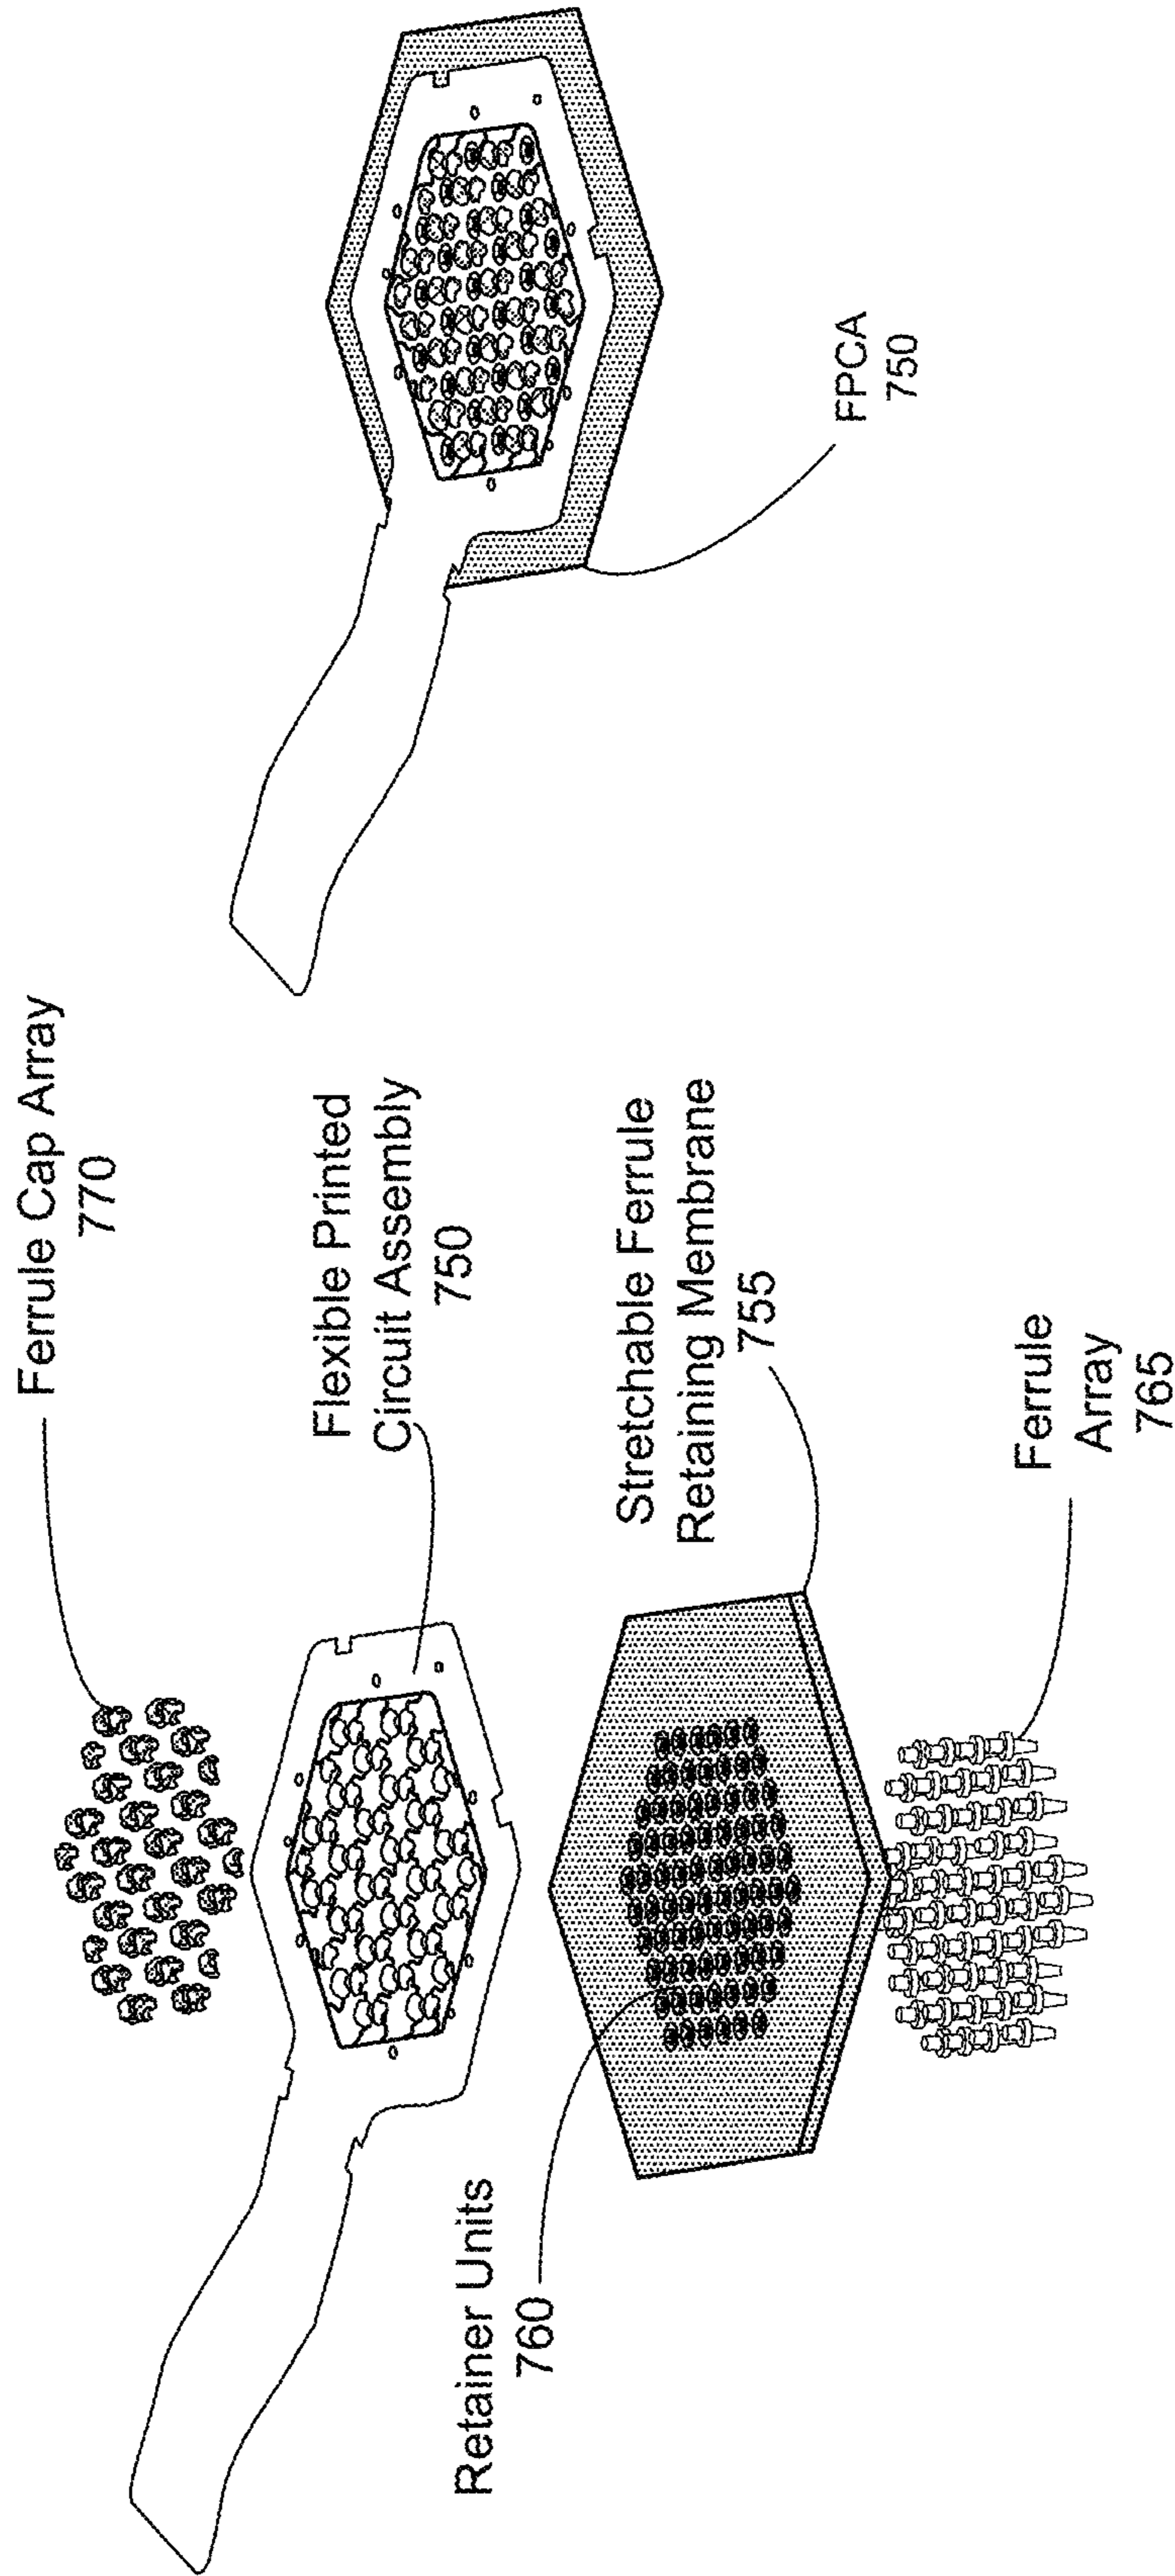 Ferrule Cap Array
770
Flexible Printed
Circuit Assembly
750
Retainer Units
760
Stretchable Ferrule
Retaining Membrane
755
Ferrule
Array
765
FPCA
750